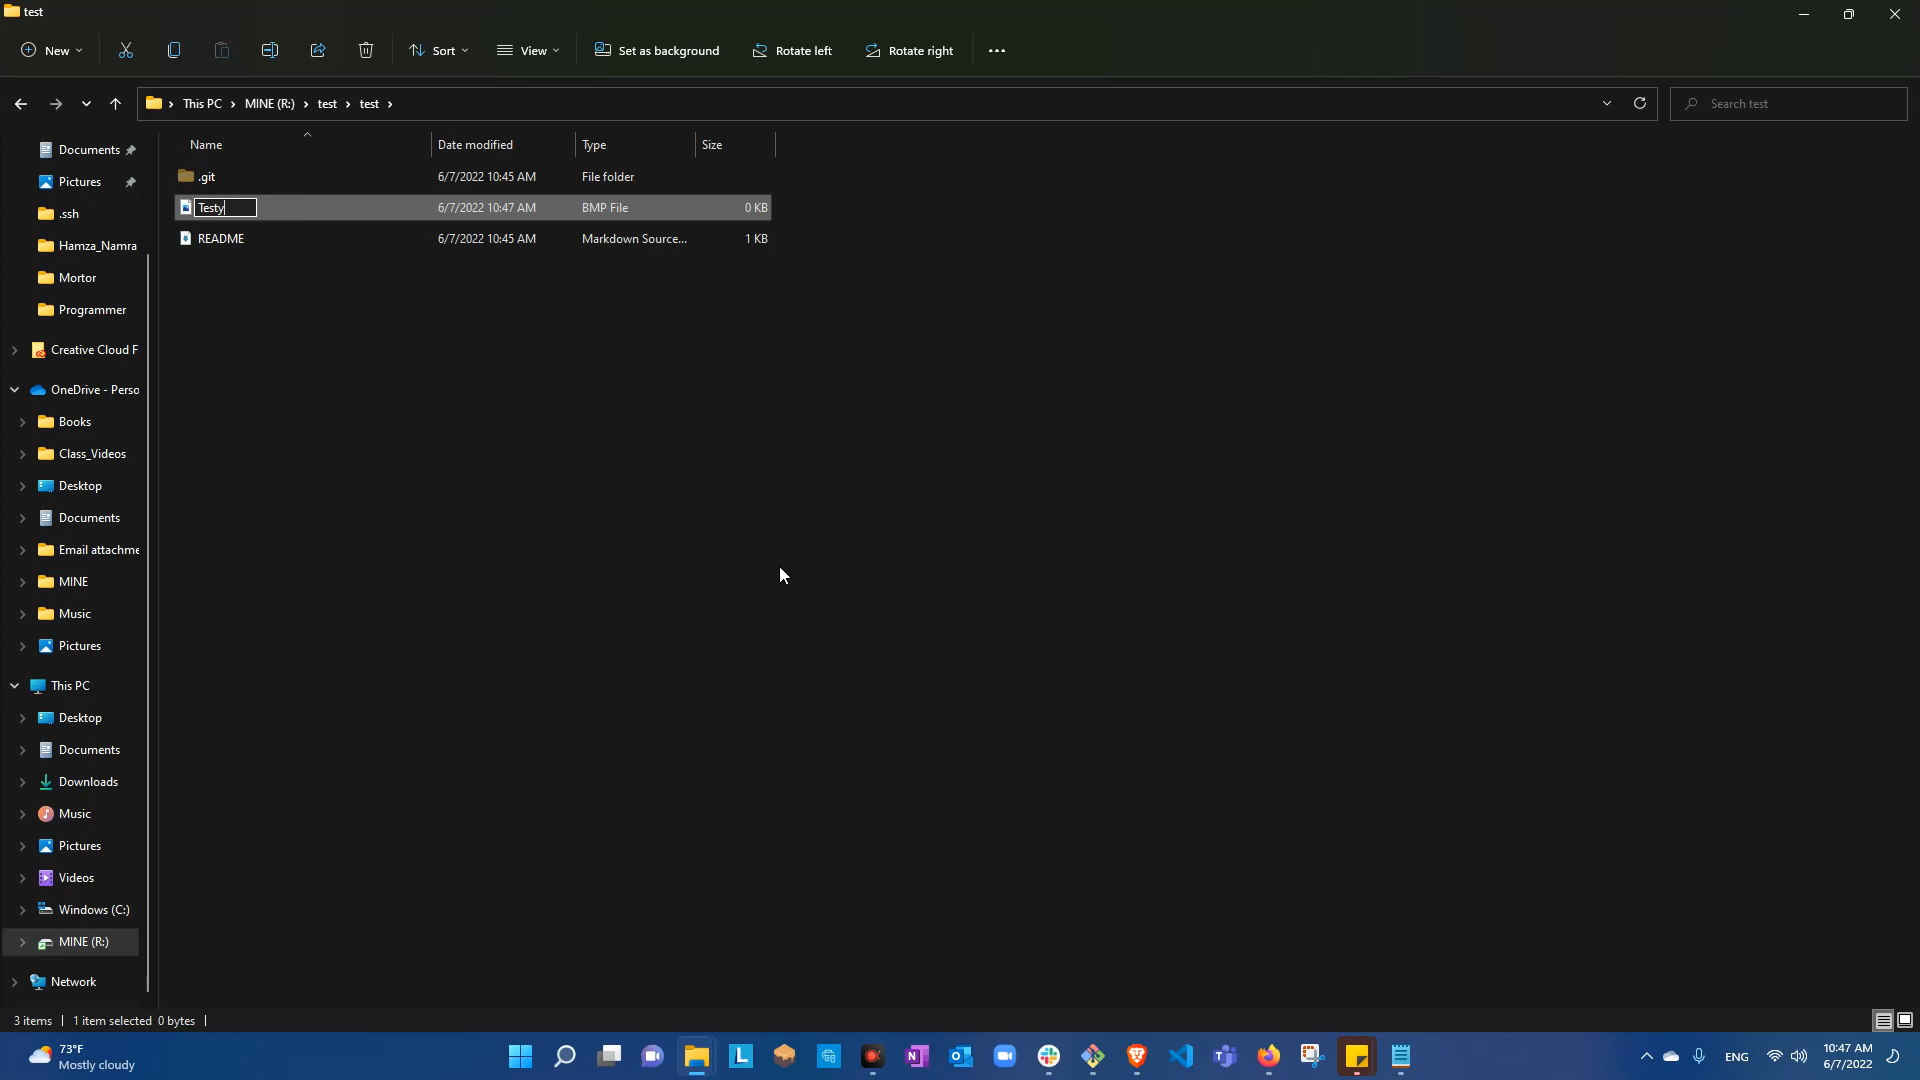 test
New
Sort
View
Set as background
Rotate left
Rotate right
This PC
MINE (R:)
test
test
Search test
Name
Date modified
Type
Size
.git
6/7/2022 10:45 AM
File folder
Testy
6/7/2022 10:47 AM
BMP File
0 KB
README
6/7/2022 10:45 AM
Markdown Source...
1 KB
Documents
Pictures
.ssh
Hamza_Namra
Mortor
Programmer
Creative Cloud F
OneDrive - Perso
Books
Class_Videos
Desktop
Documents
Email attachme
MINE
Music
Pictures
This PC
Desktop
Documents
Downloads
Music
Pictures
Videos
Windows (C:)
MINE (R:)
Network
3 items
1 item selected 0 bytes
73°F
Mostly cloudy
ENG
10:47 AM
6/7/2022